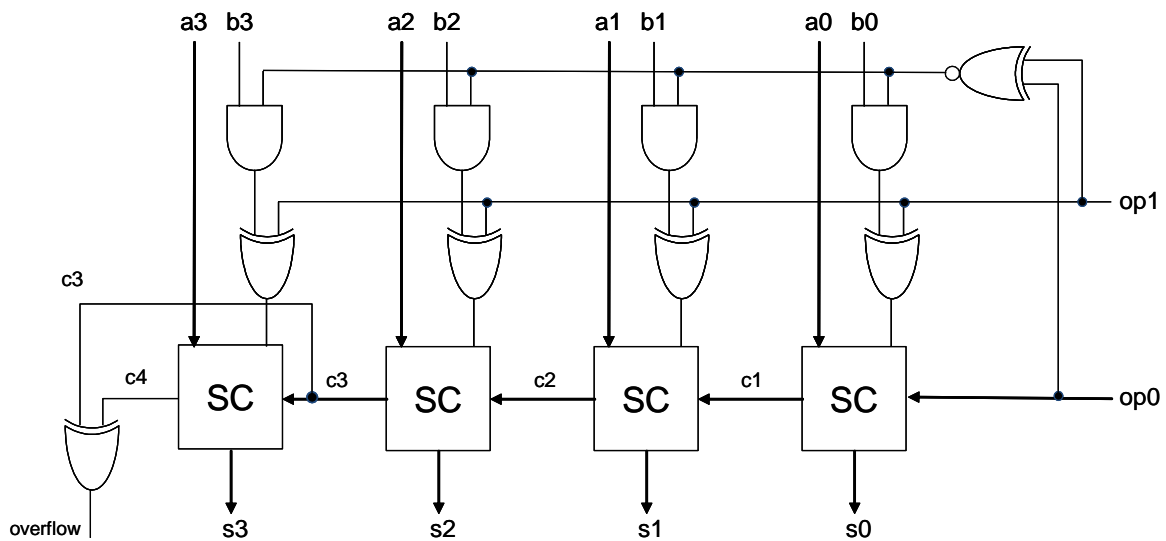 a3 b3 a2 b2 a1 b1 a0 b0
op1
c3
c4 SC c3 SC c2 SC c1 SC op0
overflow s3 s2 s1 s0